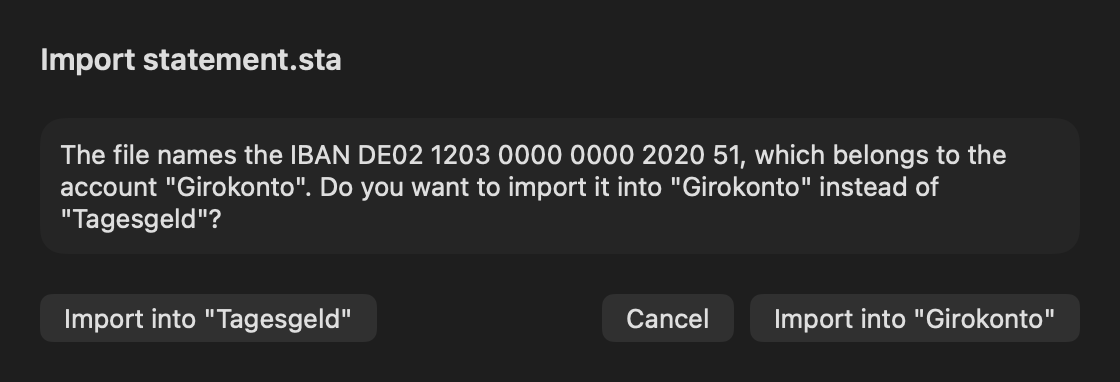 Import statement.sta
The file names the IBAN DE02 1203 0000 0000 2020 51, which belongs to the
account "Girokonto". Do you want to import it into "Girokonto" instead of
"Tagesgeld"?
Import into "Tagesgeld"
Cancel
Import into "Girokonto"